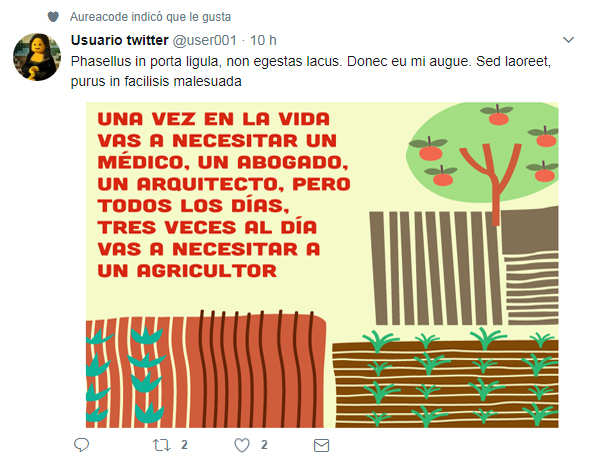 Aureacode indicó que le gusta
Usuario twitter @user001 · 10 h
Phasellus in porta ligula, non egestas lacus. Donec eu mi augue. Sed laoreet,
purus in facilisis malesuada
UNA VEZ EN LA VIDA
VAS A NECESITAR UN
MÉDICO, UN ABOGADO,
UN ARQUITECTO, PERO
TODOS LOS DÍAS,
TRES VECES AL DÍA
VAS A NECESITAR A
UN AGRICULTOR
2 2